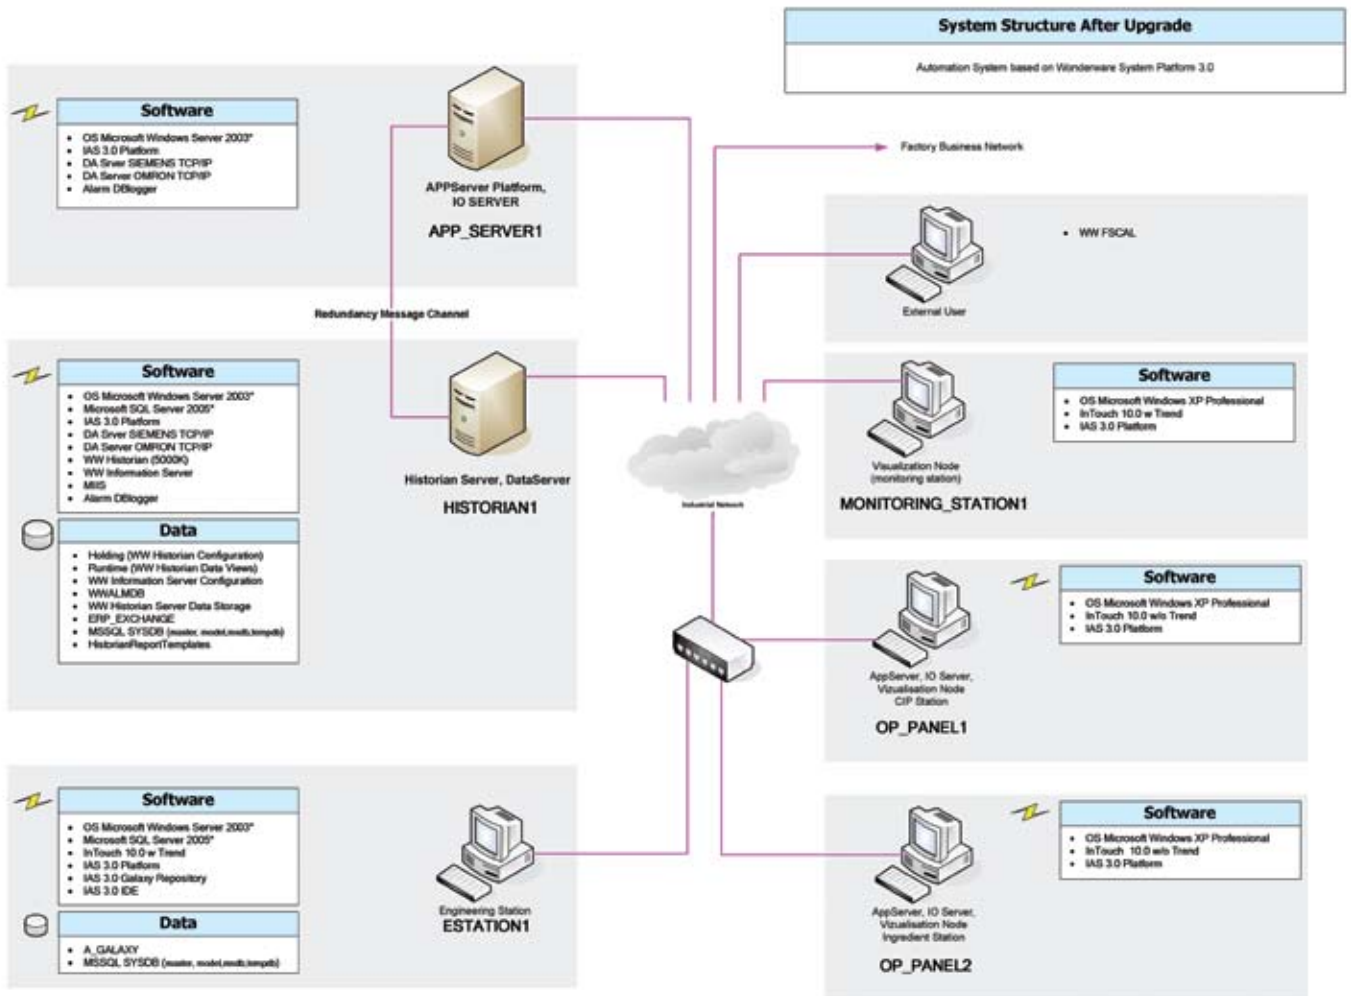 System Structure After Upgrade
Automation System based on Wonderware System Platform 3.0
Software
• OS Microsoft Windows Server 2003*
• IAS 3.0 Platform
• DA Srver SIEMENS TCP/IP
• DA Server OMRON TCP/IP
• Alarm DBlogger
APPServer Platform,
IO SERVER
APP_SERVER1
Factory Business Network
• WW FSCAL
External User
Redundancy Message Channel
Software
• OS Microsoft Windows Server 2003*
• Microsoft SQL Server 2005*
• IAS 3.0 Platform
• DA Srver SIEMENS TCP/IP
• DA Server OMRON TCP/IP
• WW Historian (5000K)
• WW Information Server
• MIIS
• Alarm DBlogger
Data
• Holding (WW Historian Configuration)
• Runtime (WW Historian Data Views)
• WW Information Server Configuration
• WWALMDB
• WW Historian Server Data Storage
• ERP_EXCHANGE
• MSSQL SYSDB (master, model,msdb,tempdb)
• HistorianReportTemplates
Historian Server, DataServer
HISTORIAN1
Industrial Network
Visualization Node
(monitoring station)
MONITORING_STATION1
Software
• OS Microsoft Windows XP Professional
• InTouch 10.0 w Trend
• IAS 3.0 Platform
AppServer, IO Server,
Vizualisation Node
CIP Station
OP_PANEL1
Software
• OS Microsoft Windows XP Professional
• InTouch 10.0 w/o Trend
• IAS 3.0 Platform
Software
• OS Microsoft Windows Server 2003*
• Microsoft SQL Server 2005*
• InTouch 10.0 w Trend
• IAS 3.0 Platform
• IAS 3.0 Galaxy Repository
• IAS 3.0 IDE
Data
• A_GALAXY
• MSSQL SYSDB (master, model,msdb,tempdb)
Engineering Station
ESTATION1
AppServer, IO Server,
Vizualisation Node
Ingredient Station
OP_PANEL2
Software
• OS Microsoft Windows XP Professional
• InTouch 10.0 w/o Trend
• IAS 3.0 Platform